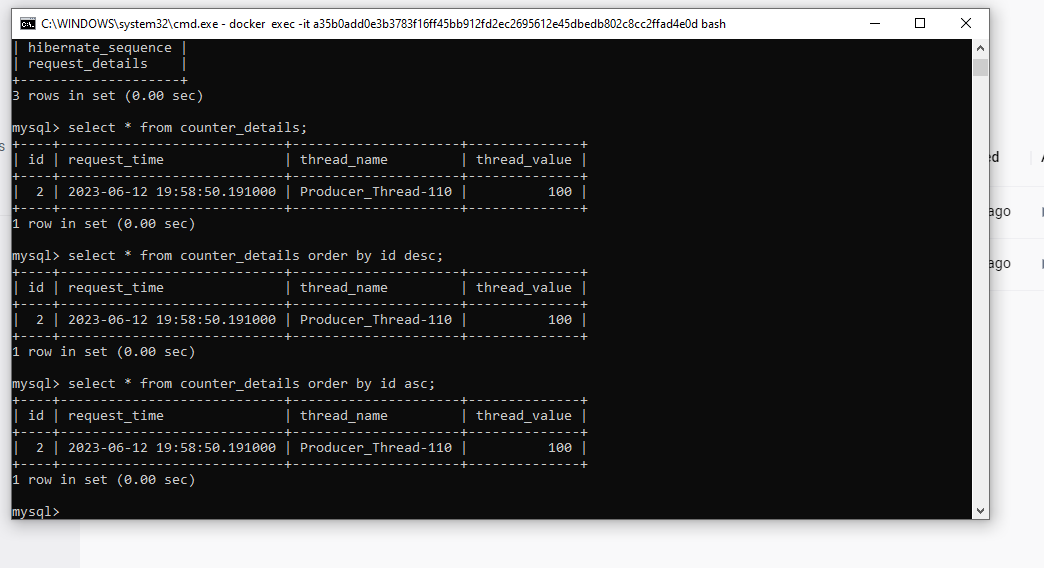 C:\WINDOWS\system32\cmd.exe - docker exec -it a35b0add0e3b3783f16ff45bb912fd2ec2695612e45dbedb802c8cc2ffad4e0d bash
| hibernate_sequence |
| request_details    |
+--------------------+
3 rows in set (0.00 sec)

mysql> select * from counter_details;
+----+----------------------------+---------------------+--------------+
| id | request_time               | thread_name         | thread_value |
+----+----------------------------+---------------------+--------------+
|  2 | 2023-06-12 19:58:50.191000 | Producer_Thread-110 |          100 |
+----+----------------------------+---------------------+--------------+
1 row in set (0.00 sec)

mysql> select * from counter_details order by id desc;
+----+----------------------------+---------------------+--------------+
| id | request_time               | thread_name         | thread_value |
+----+----------------------------+---------------------+--------------+
|  2 | 2023-06-12 19:58:50.191000 | Producer_Thread-110 |          100 |
+----+----------------------------+---------------------+--------------+
1 row in set (0.00 sec)

mysql> select * from counter_details order by id asc;
+----+----------------------------+---------------------+--------------+
| id | request_time               | thread_name         | thread_value |
+----+----------------------------+---------------------+--------------+
|  2 | 2023-06-12 19:58:50.191000 | Producer_Thread-110 |          100 |
+----+----------------------------+---------------------+--------------+
1 row in set (0.00 sec)

mysql>
ago
ago